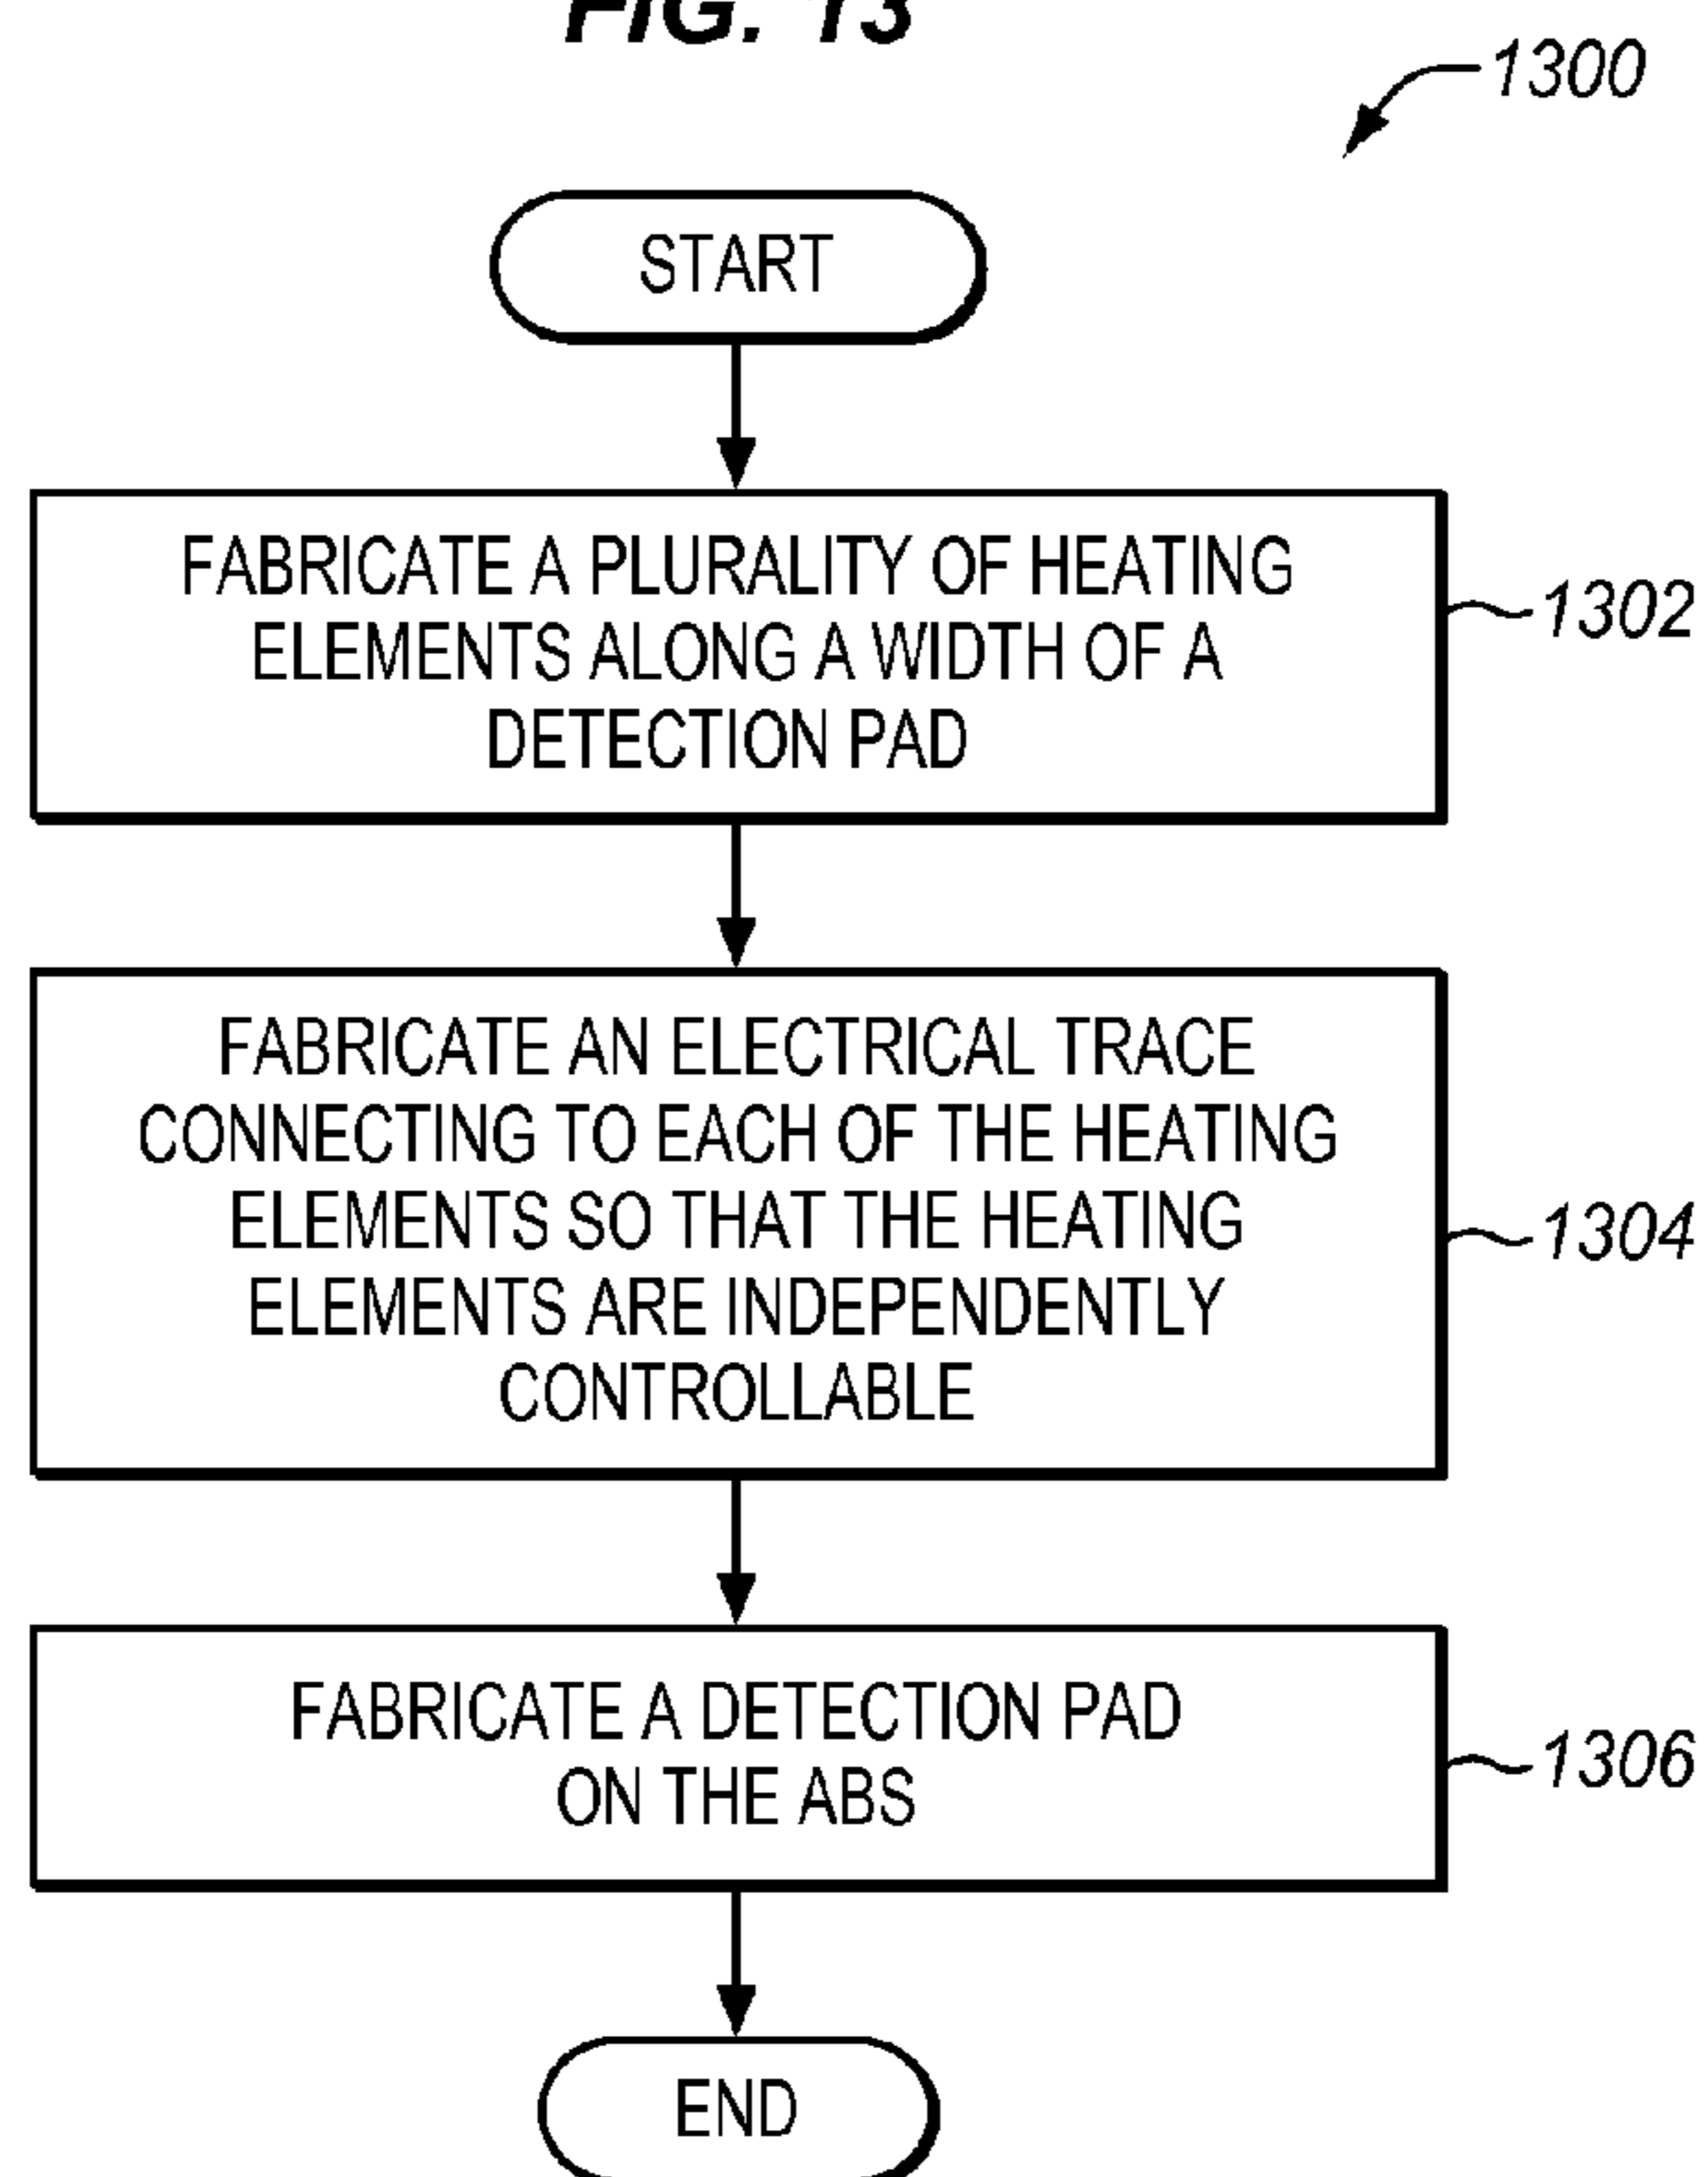 FIG. 13
1300
START
FABRICATE A PLURALITY OF HEATING
ELEMENTS ALONG A WIDTH OF A
DETECTION PAD
1302
FABRICATE AN ELECTRICAL TRACE
CONNECTING TO EACH OF THE HEATING
ELEMENTS SO THAT THE HEATING
ELEMENTS ARE INDEPENDENTLY
CONTROLLABLE
1304
FABRICATE A DETECTION PAD
ON THE ABS
1306
END